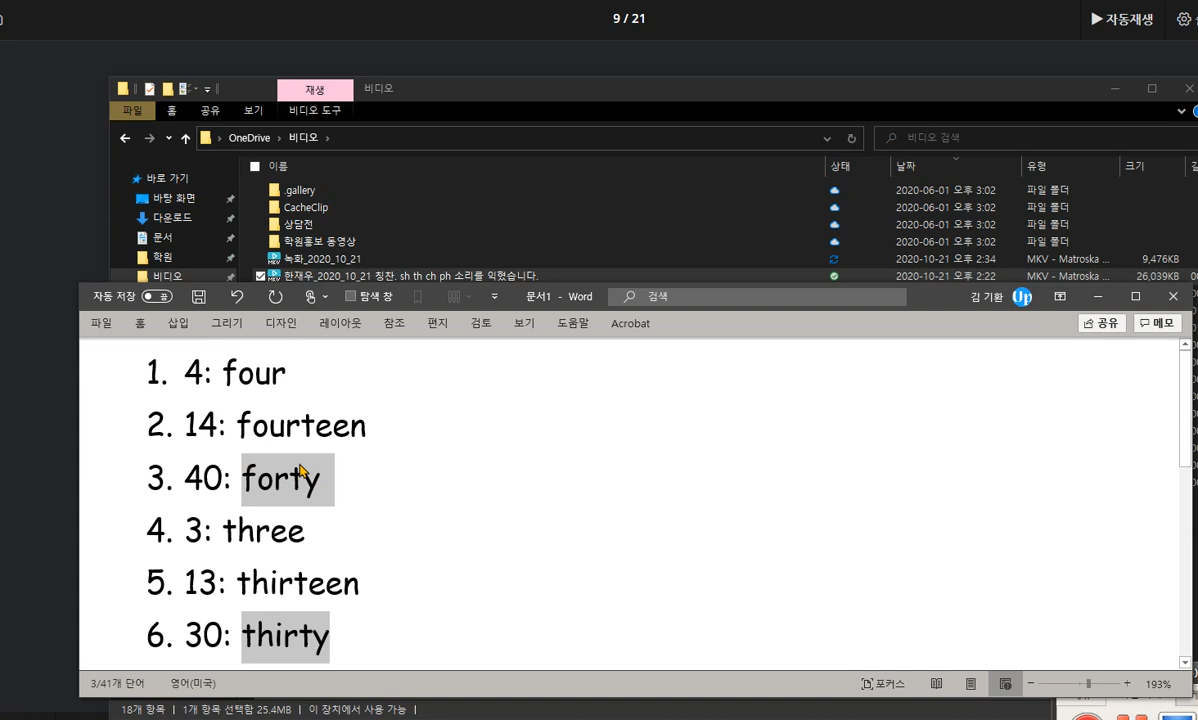 9 / 21
자동재생
재생
비디오
파일
홈
공유
보기
비디오 도구
OneDrive
비디오
비디오 검색
이름
상태
날짜
유형
크기
바로 가기
바탕 화면
다운로드
문서
학원
비디오
.gallery
2020-06-01 오후 3:02
파일 폴더
CacheClip
2020-06-01 오후 3:02
파일 폴더
상담전
2020-06-01 오후 3:02
파일 폴더
학원홍보 동영상
2020-06-01 오후 3:02
파일 폴더
녹화_2020_10_21
2020-10-21 오후 2:34
MKV - Matroska ...
9,476KB
한재우_2020_10_21 칭찬. sh th ch ph 소리를 익혔습니다.
2020-10-21 오후 2:22
MKV - Matroska ...
26,039KB
자동 저장
끔
탐색 창
문서1 - Word
검색
김 기환
Up
파일
홈
삽입
그리기
디자인
레이아웃
참조
편지
검토
보기
도움말
Acrobat
공유
메모
1. 4: four
2. 14: fourteen
3. 40: forty
4. 3: three
5. 13: thirteen
6. 30: thirty
3/41개 단어
영어(미국)
포커스
193%
18개 항목
1개 항목 선택함 25.4MB
이 장치에서 사용 가능